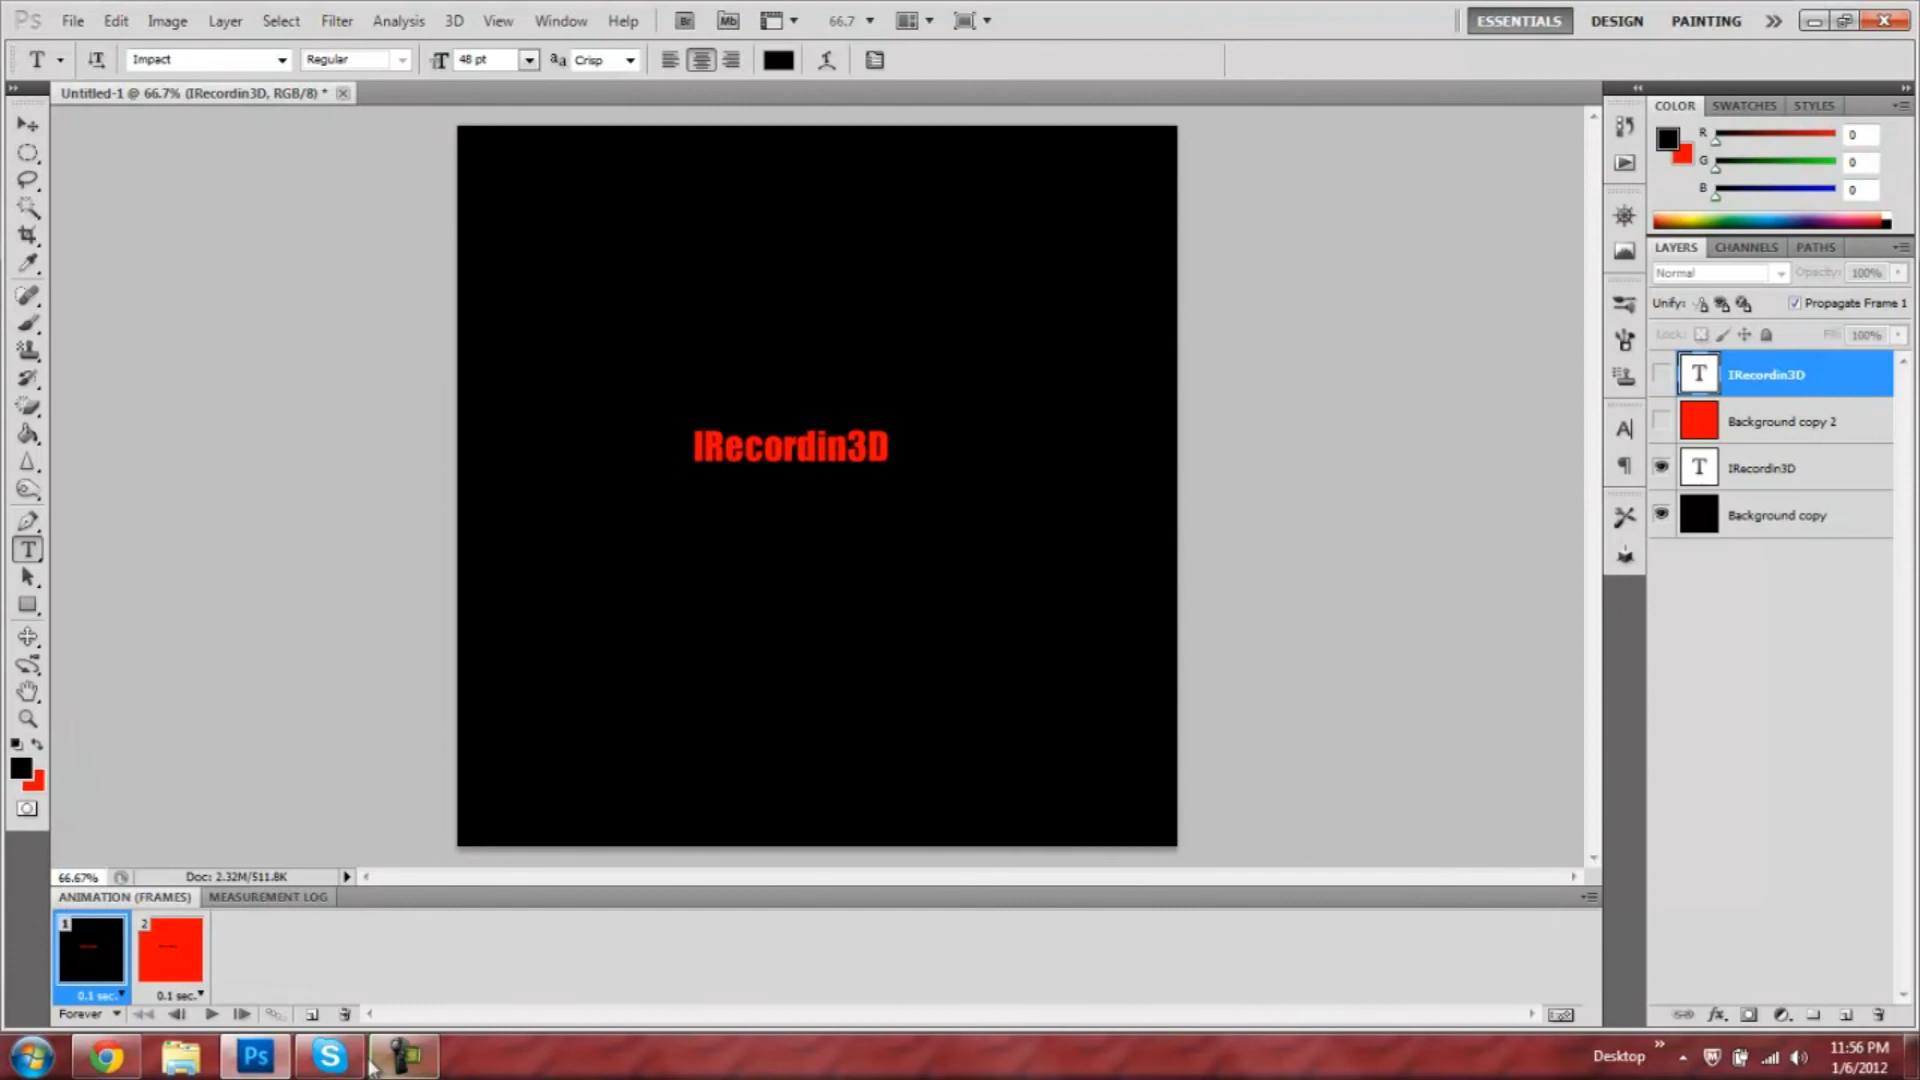 Ps File Edit Image Layer Select Filter Analysis 3D View Window Help Br Mb 66.7 ESSENTIALS DESIGN PAINTING
T Impact Regular T 48 pt aa Crisp
Untitled-1 @ 66.7% (IRecordin3D, RGB/8) *
COLOR SWATCHES STYLES
R 0
G 0
B 0
LAYERS CHANNELS PATHS
Normal Opacity: 100%
Unify: Propagate Frame 1
Lock: Fill: 100%
T IRecordin3D
Background copy 2
T IRecordin3D
Background copy
IRecordin3D
66.67% Doc: 2.32M/511.8K
ANIMATION (FRAMES) MEASUREMENT LOG
1 2
0.1 sec. 0.1 sec.
Forever
Ps S Desktop 11:56 PM
1/6/2012